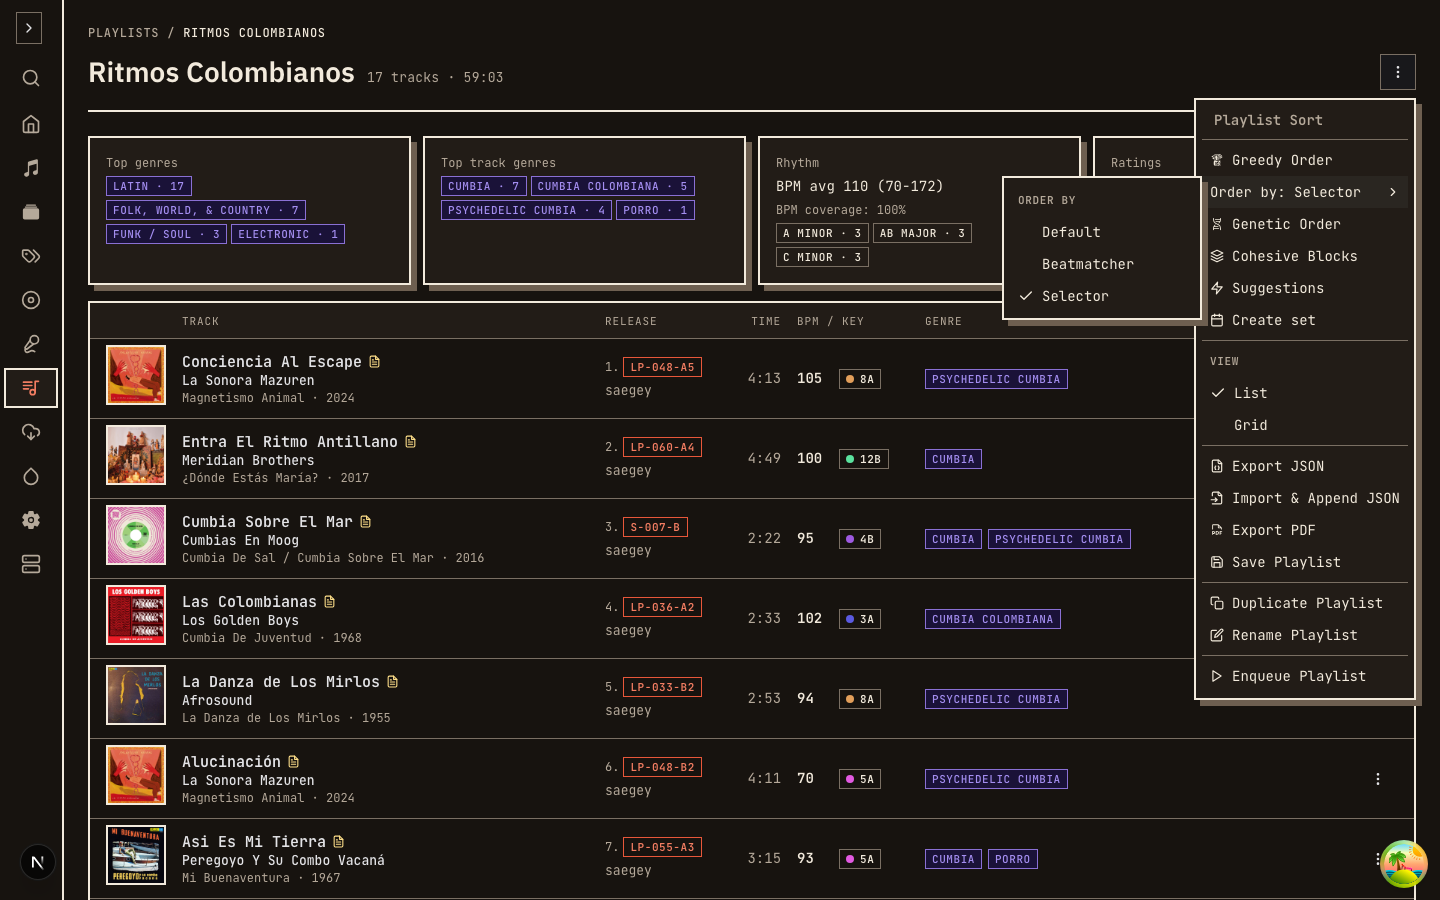 PLAYLISTS / RITMOS COLOMBIANOS
Ritmos Colombianos 17 tracks · 59:03
Top genres
LATIN · 17
FOLK, WORLD, & COUNTRY · 7
FUNK / SOUL · 3 ELECTRONIC · 1
Top track genres
CUMBIA · 7 CUMBIA COLOMBIANA · 5
PSYCHEDELIC CUMBIA · 4 PORRO · 1
Rhythm
BPM avg 110 (70-172)
BPM coverage: 100%
A MINOR · 3 AB MAJOR · 3
C MINOR · 3
Ratings
ORDER BY
Default
Beatmatcher
Selector
Playlist Sort
Greedy Order
Order by: Selector
Genetic Order
Cohesive Blocks
Suggestions
Create set
VIEW
List
Grid
Export JSON
Import & Append JSON
Export PDF
Save Playlist
Duplicate Playlist
Rename Playlist
Enqueue Playlist
TRACK RELEASE TIME BPM / KEY GENRE
Conciencia Al Escape
La Sonora Mazuren
Magnetismo Animal · 2024
1. LP-048-A5
saegey
4:13 105 8A PSYCHEDELIC CUMBIA
Entra El Ritmo Antillano
Meridian Brothers
¿Dónde Estás María? · 2017
2. LP-060-A4
saegey
4:49 100 12B CUMBIA
Cumbia Sobre El Mar
Cumbias En Moog
Cumbia De Sal / Cumbia Sobre El Mar · 2016
3. S-007-B
saegey
2:22 95 4B CUMBIA PSYCHEDELIC CUMBIA
LOS GOLDEN BOYS
Las Colombianas
Los Golden Boys
Cumbia De Juventud · 1968
4. LP-036-A2
saegey
2:33 102 3A CUMBIA COLOMBIANA
La Danza de Los Mirlos
Afrosound
La Danza de Los Mirlos · 1955
5. LP-033-B2
saegey
2:53 94 8A PSYCHEDELIC CUMBIA
Alucinación
La Sonora Mazuren
Magnetismo Animal · 2024
6. LP-048-B2
saegey
4:11 70 5A PSYCHEDELIC CUMBIA
MI BUENAVENTURA
Asi Es Mi Tierra
Peregoyo Y Su Combo Vacaná
Mi Buenaventura · 1967
7. LP-055-A3
saegey
3:15 93 5A CUMBIA PORRO
N